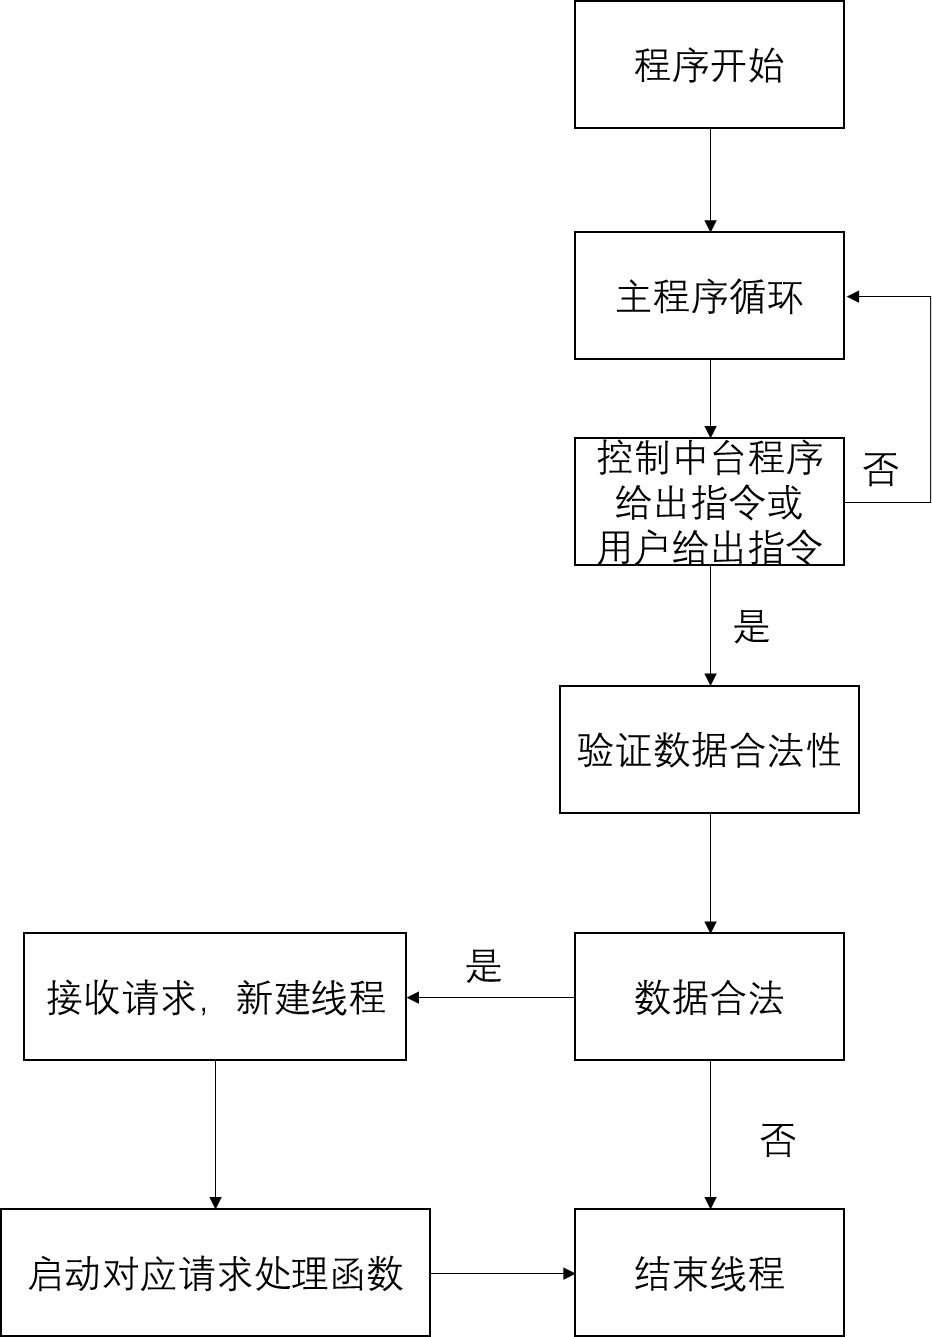 程序开始
主程序循环
控制中台程序
给出指令或
用户给出指令
否
是
验证数据合法性
数据合法
是
接收请求，新建线程
否
启动对应请求处理函数
结束线程